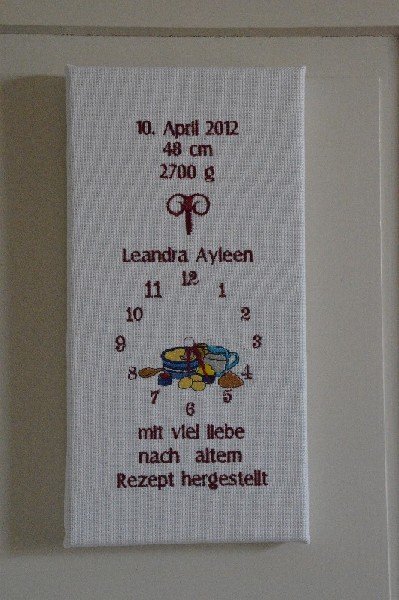 10. April 2012
48 cm
2700 g
Leandra Ayleen
12
11 1
10 2
9 3
8 4
7 5
6
mit viel liebe
nach altem
Rezept hergestellt